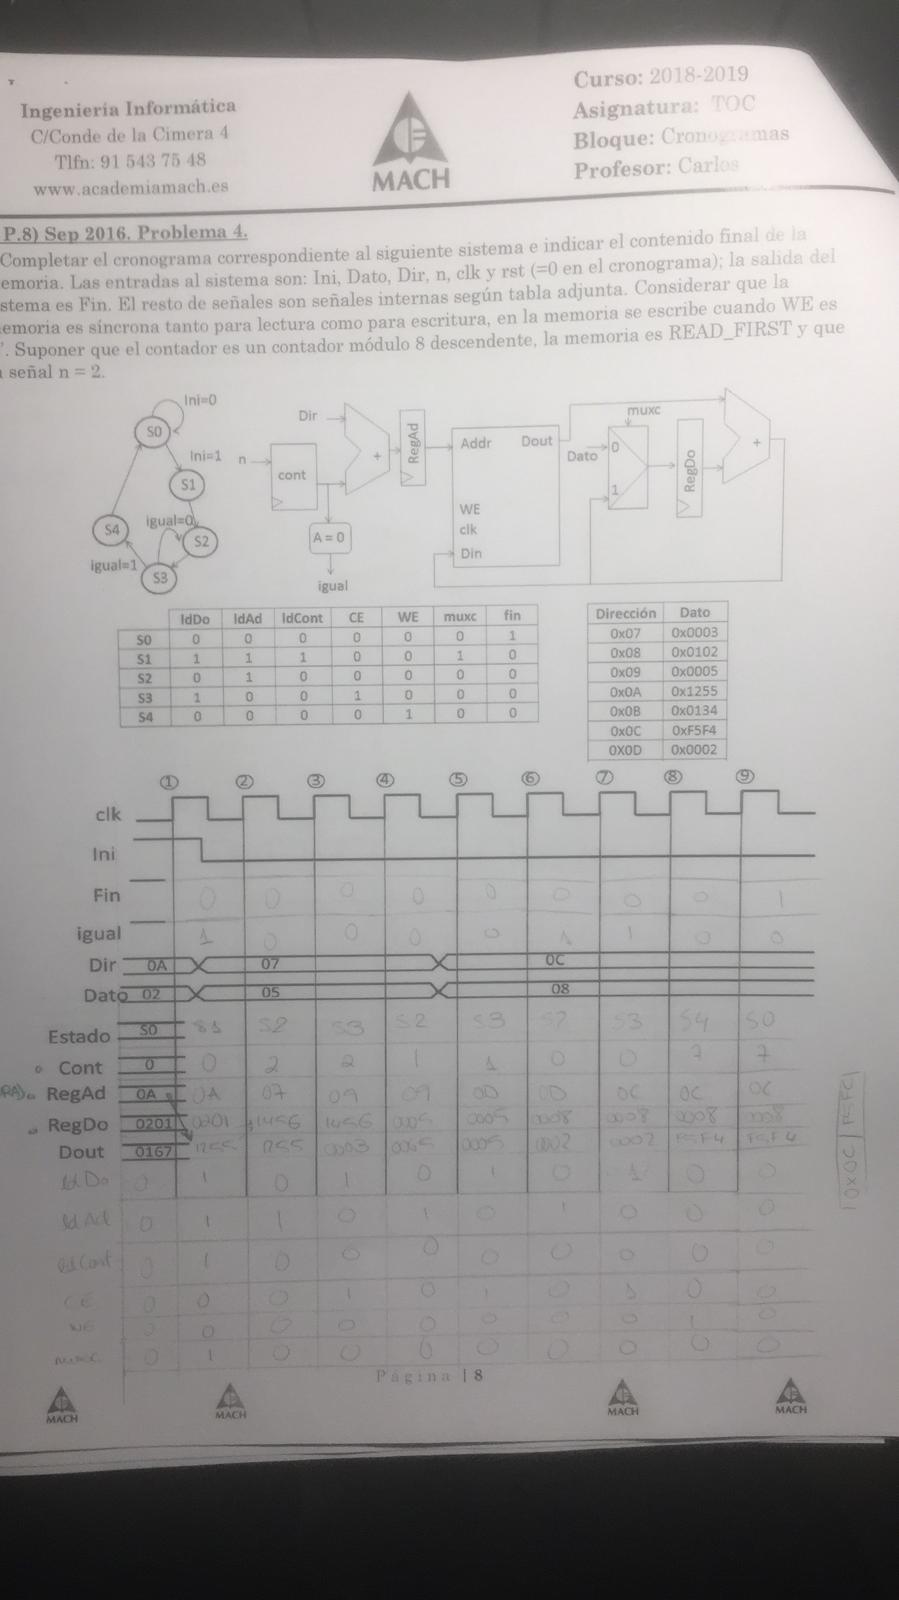 Ingeniería Informática
C/Conde de la Cimera 4
Tlfn: 91 543 75 48
www.academiamach.es
MACH
Curso: 2018-2019
Asignatura: TOC
Bloque: Cronogramas
Profesor: Carlos
P.8) Sep 2016. Problema 4.
Completar el cronograma correspondiente al siguiente sistema e indicar el contenido final de la
emoria. Las entradas al sistema son: Ini, Dato, Dir, n, clk y rst (=0 en el cronograma); la salida del
stema es Fin. El resto de señales son señales internas según tabla adjunta. Considerar que la
emoria es síncrona tanto para lectura como para escritura, en la memoria se escribe cuando WE es
'. Suponer que el contador es un contador módulo 8 descendente, la memoria es READ_FIRST y que
señal n = 2.
Ini=0
S0
Ini=1
S1
igual=0
S2
S4
igual=1
S3
n
cont
A = 0
igual
Dir
+
RegAd
Addr Dout
WE
clk
Din
Dato
muxc
0
1
RegDo
+
ldDo ldAd ldCont CE WE muxc fin
S0 0 0 0 0 0 0 1
S1 1 1 1 0 0 1 0
S2 0 1 0 0 0 0 0
S3 1 0 0 1 0 0 0
S4 0 0 0 0 1 0 0
Dirección Dato
0x07 0x0003
0x08 0x0102
0x09 0x0005
0x0A 0x1255
0x0B 0x0134
0x0C 0xF5F4
0X0D 0x0002
1 2 3 4 5 6 7 8 9
clk
Ini
Fin 0 0 0 0 0 0 0 0 1
igual 1 0 0 0 0 1 1 0 0
Dir 0A 07 0C
Dato 02 05 08
Estado S0 S1 S2 S3 S2 S3 S2 S3 S4 S0
Cont 0 0 2 2 1 1 0 0 7 7
RegAd 0A 0A 07 09 09 0D 0D 0C 0C 0C
RegDo 0201 0201 1456 1456 0005 0005 0008 0008 0008 0008
Dout 0167 1255 1255 0003 0005 0002 0002 F5F4 F5F4
ldDo 0 1 0 1 0 1 0 1 0 0
ldAd 0 1 1 0 1 0 1 0 0 0
ldCont 0 1 0 0 0 0 0 0 0 0
CE 0 0 0 1 0 1 0 1 0 0
WE 0 0 0 0 0 0 0 1 0
muxc 0 1 0 0 0 0 0 0 0 0
0x0C
Página | 8
MACH
MACH
MACH
MACH